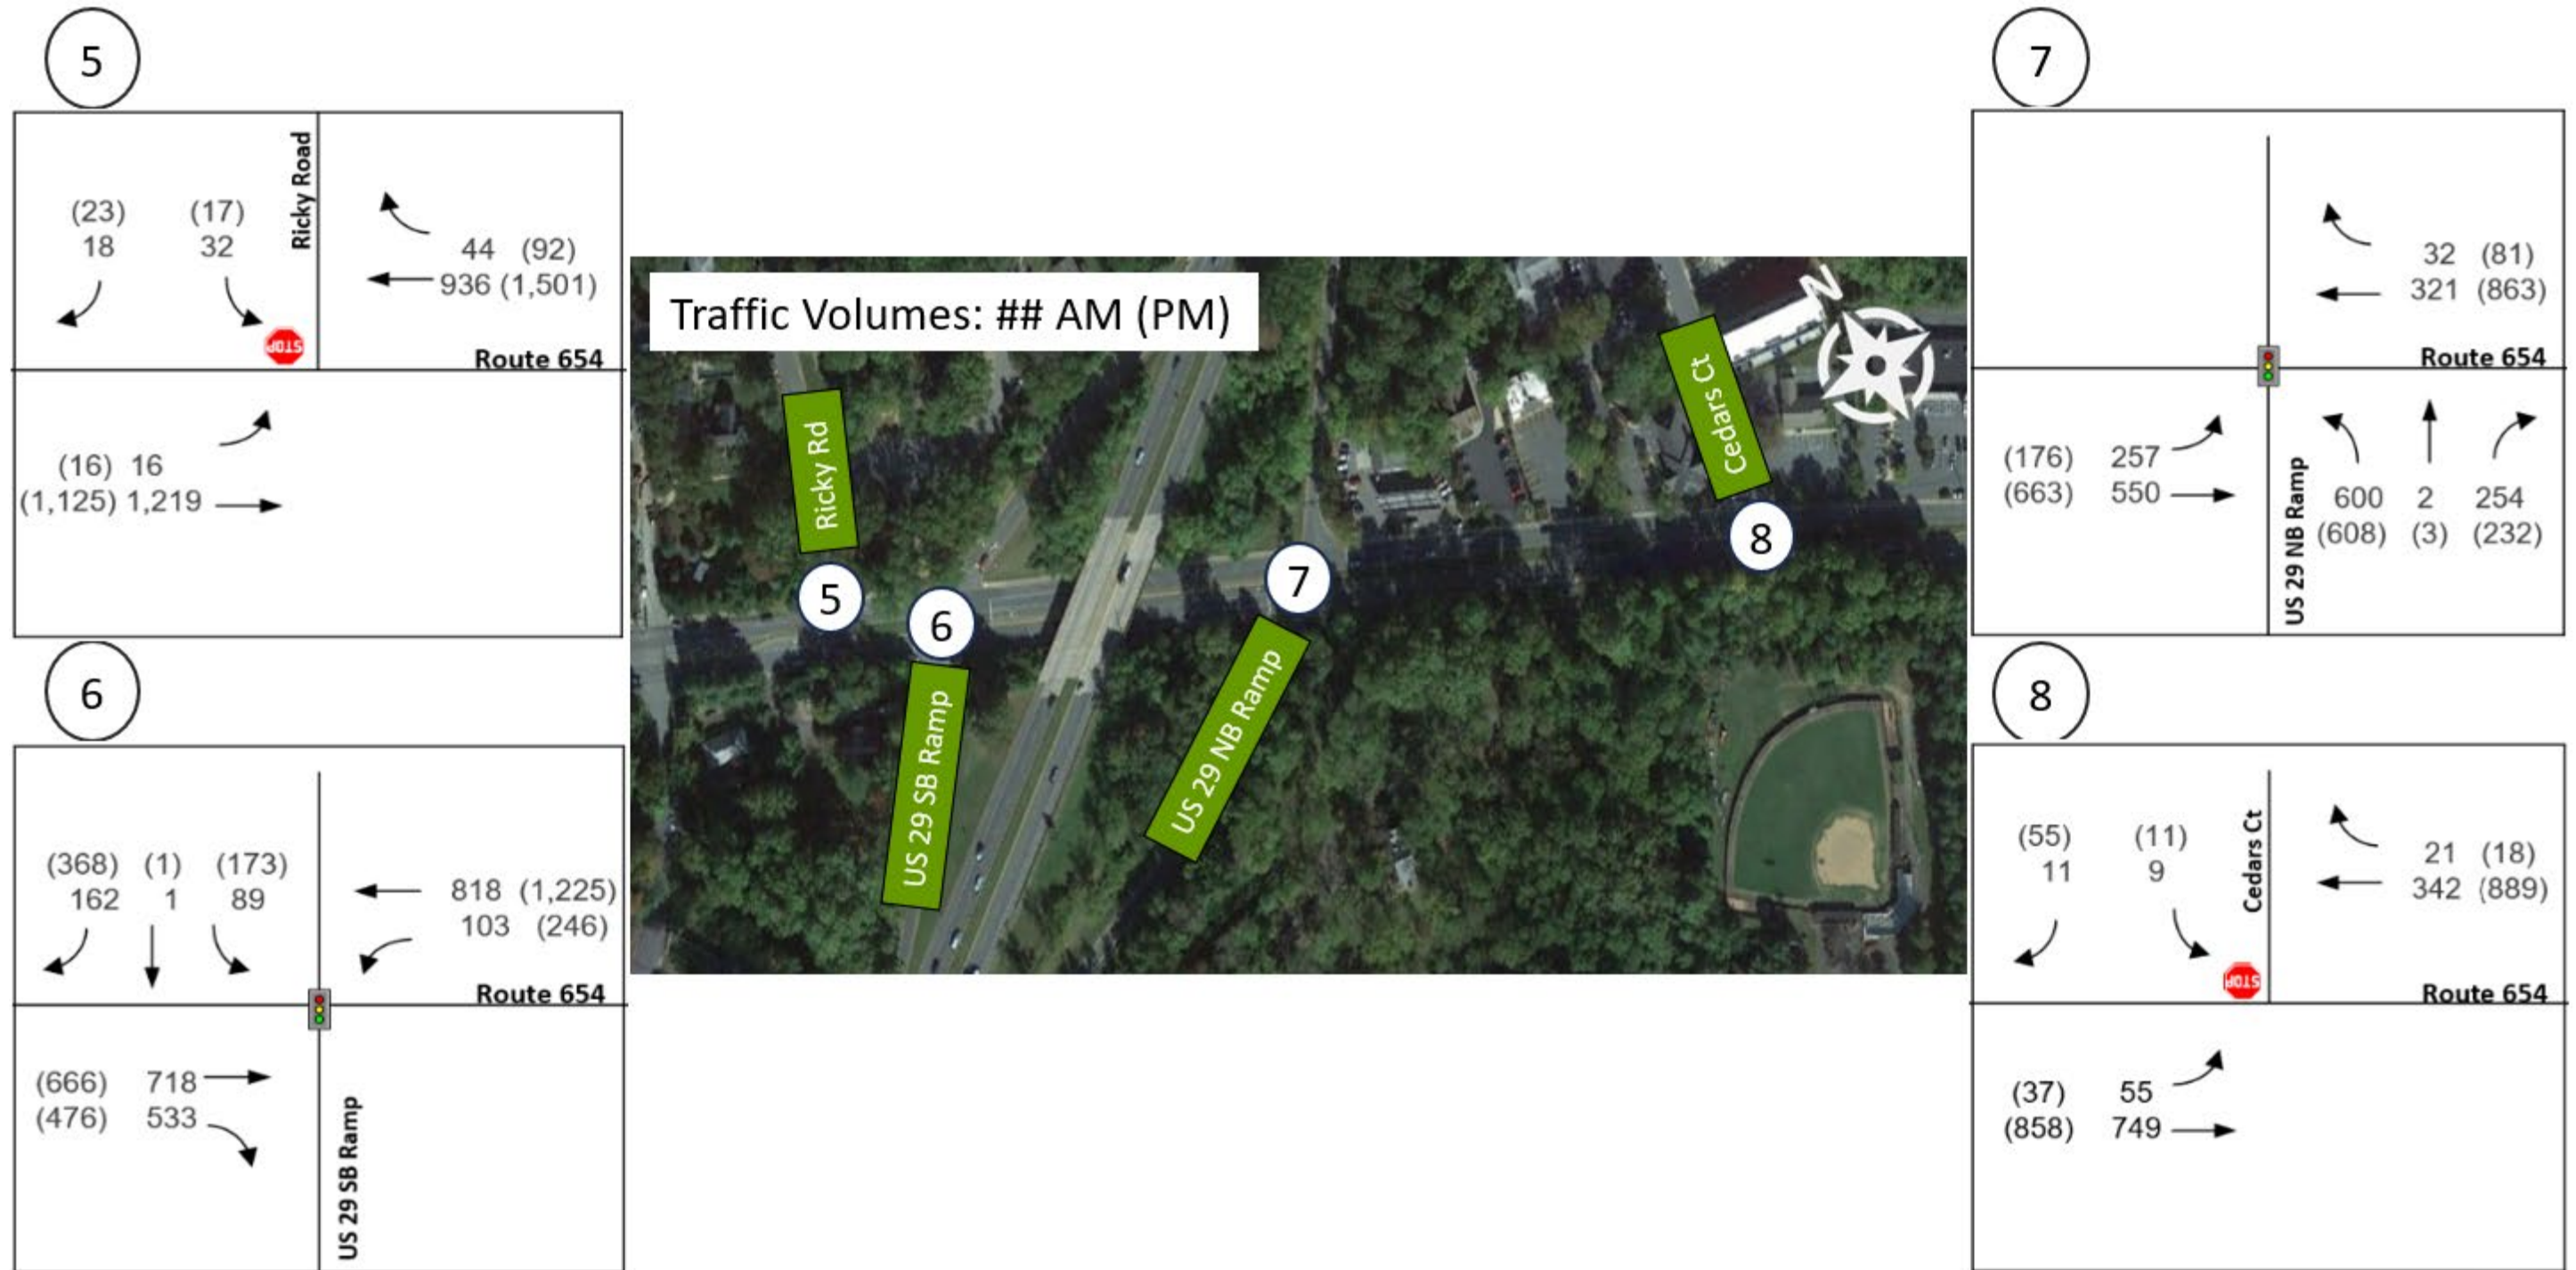 5
Ricky Road
(23) (17)
18 32
44 (92)
936 (1,501)
STOP
Route 654
(16) 16
(1,125) 1,219
6
(368) (1) (173)
162 1 89
818 (1,225)
103 (246)
Route 654
(666) 718
(476) 533
US 29 SB Ramp
Traffic Volumes: ## AM (PM)
N
Ricky Rd
Cedars Ct
5
6
7
8
US 29 SB Ramp
US 29 NB Ramp
7
32 (81)
321 (863)
Route 654
(176) 257
(663) 550
US 29 NB Ramp
600 2 254
(608) (3) (232)
8
(55) (11)
11 9
Cedars Ct
21 (18)
342 (889)
STOP
Route 654
(37) 55
(858) 749